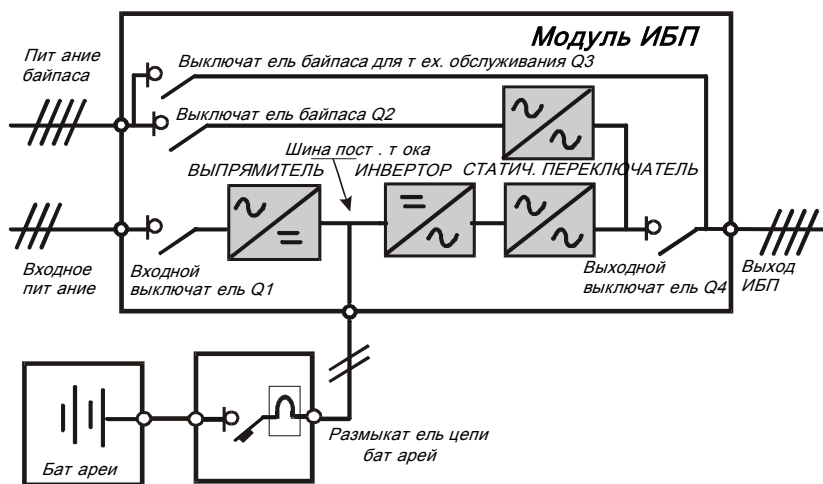 Модуль ИБП
Пит ание
байпаса
Выключат ель байпаса для т ех. обслуживания Q3
Выключат ель байпаса Q2
Шина пост . т ока
ВЫПРЯМИТЕЛЬ
ИНВЕРТОР
СТАТИЧ. ПЕРЕКЛЮЧАТЕЛЬ
Входное
пит ание
Входной
выключат ель Q1
Выходной
выключат ель Q4
Выход
ИБП
Размыкат ель цепи
бат арей
Бат ареи